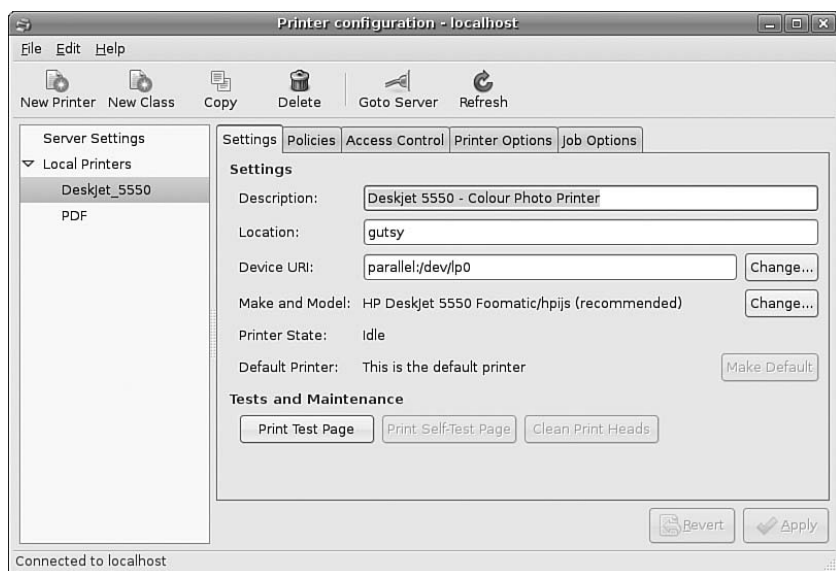 Printer configuration - localhost
File Edit Help
New Printer New Class Copy Delete Goto Server Refresh
Server Settings
Local Printers
DeskJet_5550
PDF
Settings Policies Access Control Printer Options Job Options
Settings
Description: Deskjet 5550 - Colour Photo Printer
Location: gutsy
Device URI: parallel:/dev/lp0 Change...
Make and Model: HP DeskJet 5550 Foomatic/hpijs (recommended) Change...
Printer State: Idle
Default Printer: This is the default printer Make Default
Tests and Maintenance
Print Test Page Print Self-Test Page Clean Print Heads
Revert Apply
Connected to localhost